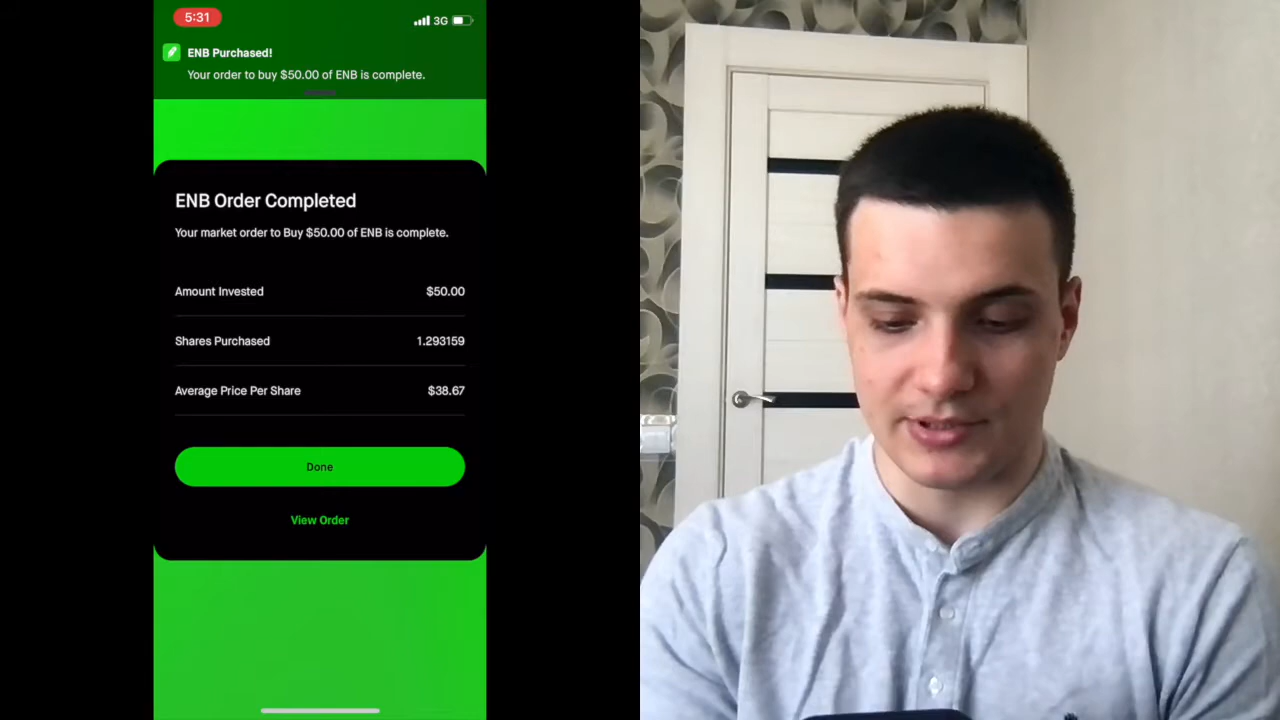 5:31
3G
ENB Purchased!
Your order to buy $50.00 of ENB is complete.
ENB Order Completed
Your market order to Buy $50.00 of ENB is complete.
Amount Invested $50.00
Shares Purchased 1.293159
Average Price Per Share $38.67
Done
View Order